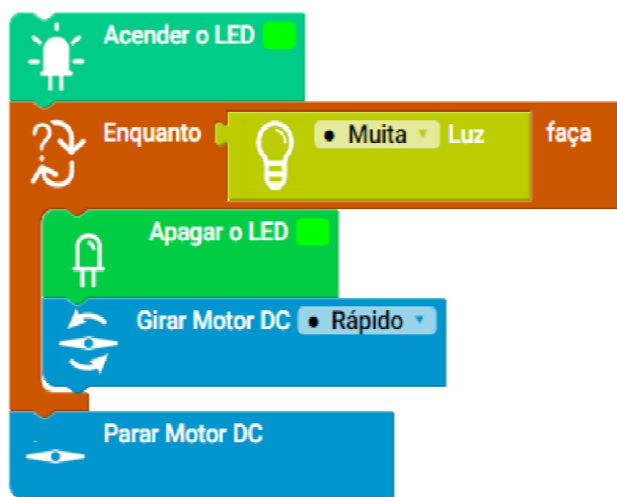 Acender o LED
Enquanto • Muita Luz faça
Apagar o LED
Girar Motor DC • Rápido
Parar Motor DC